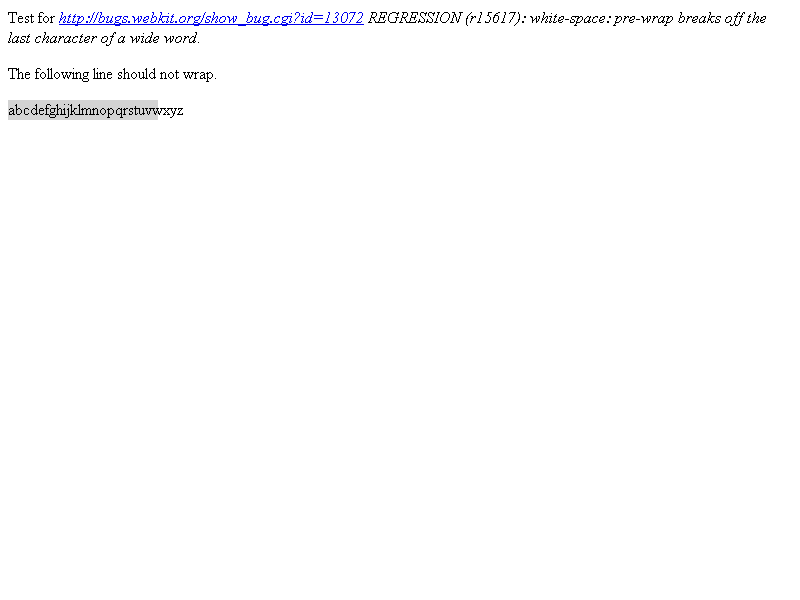 Test for http://bugs.webkit.org/show_bug.cgi?id=13072 REGRESSION (r15617): white-space: pre-wrap breaks off the
last character of a wide word.
The following line should not wrap.
abcdefghijklmnopqrstuvwxyz